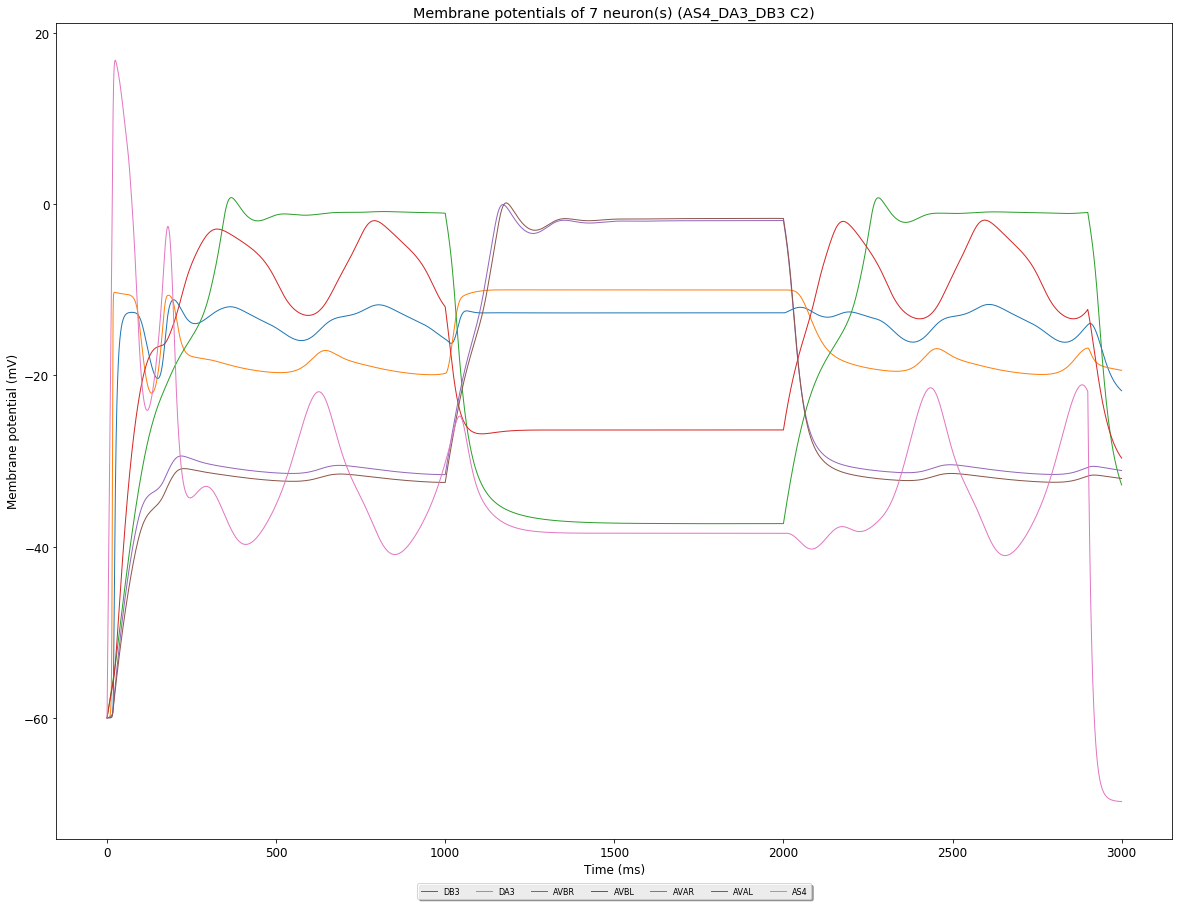 Membrane potentials of 7 neuron(s) (AS4_DA3_DB3 C2)
20
0
−20
−40
−60
Membrane potential (mV)
0 500 1000 1500 2000 2500 3000
Time (ms)
DB3 DA3 AVBR AVBL AVAR AVAL AS4